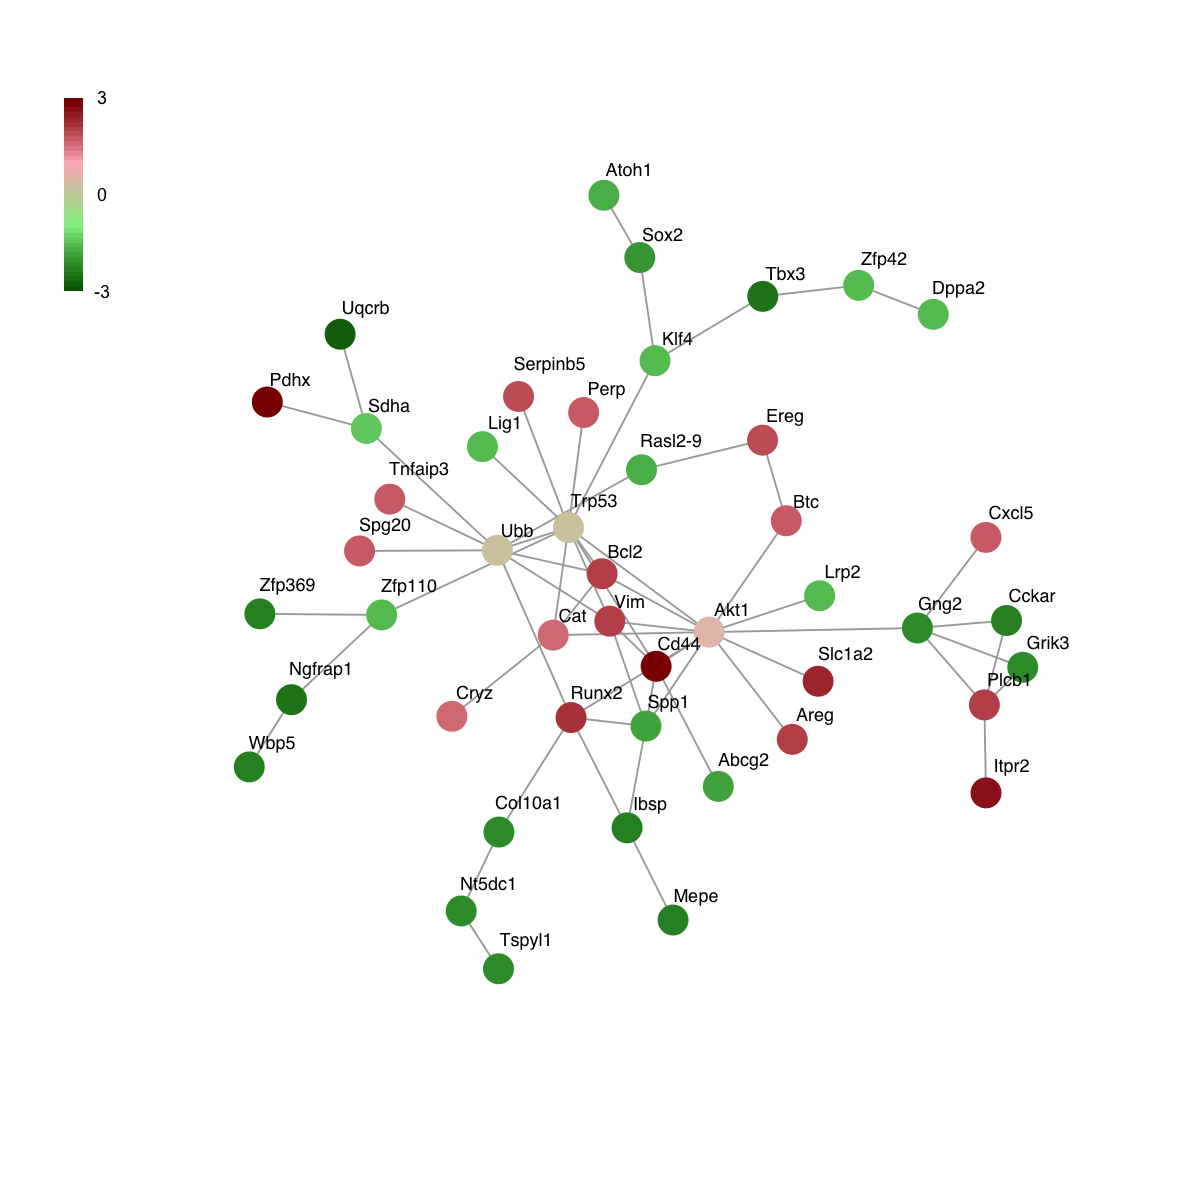 3
0
-3
Atoh1
Sox2
Zfp42
Tbx3
Dppa2
Uqcrb
Klf4
Serpinb5
Pdhx
Perp
Sdha
Ereg
Lig1
Rasl2-9
Tnfaip3
Trp53
Btc
Cxcl5
Spg20
Ubb
Bcl2
Lrp2
Zfp369
Zfp110
Cckar
Vim
Gng2
Akt1
Cat
Cd44
Grik3
Slc1a2
Ngfrap1
Plcb1
Cryz
Runx2
Spp1
Areg
Wbp5
Abcg2
Itpr2
Col10a1
Ibsp
Nt5dc1
Mepe
Tspyl1